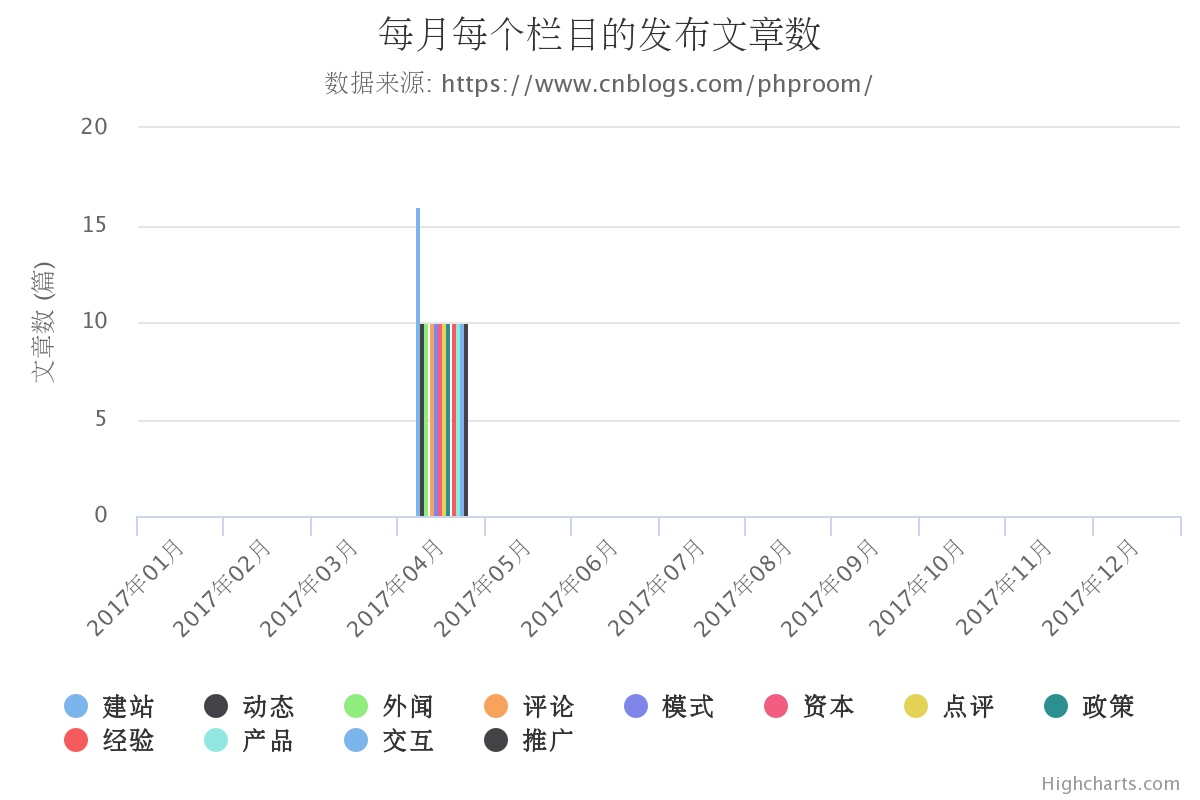 每月每个栏目的发布文章数
数据来源: https://www.cnblogs.com/phproom/
文章数 (篇)
20
15
10
5
0
2017年01月
2017年02月
2017年03月
2017年04月
2017年05月
2017年06月
2017年07月
2017年08月
2017年09月
2017年10月
2017年11月
2017年12月
建站 动态 外闻 评论 模式 资本 点评 政策
经验 产品 交互 推广
Highcharts.com